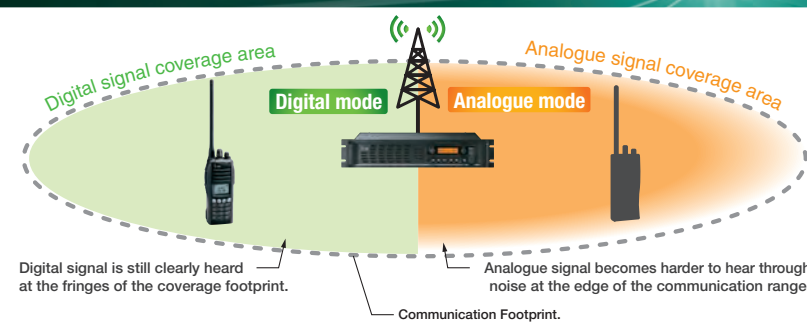 Digital signal coverage area
Analogue signal coverage area
Digital mode
Analogue mode
Digital signal is still clearly heard
at the fringes of the coverage footprint.
Analogue signal becomes harder to hear through
noise at the edge of the communication range
Communication Footprint.